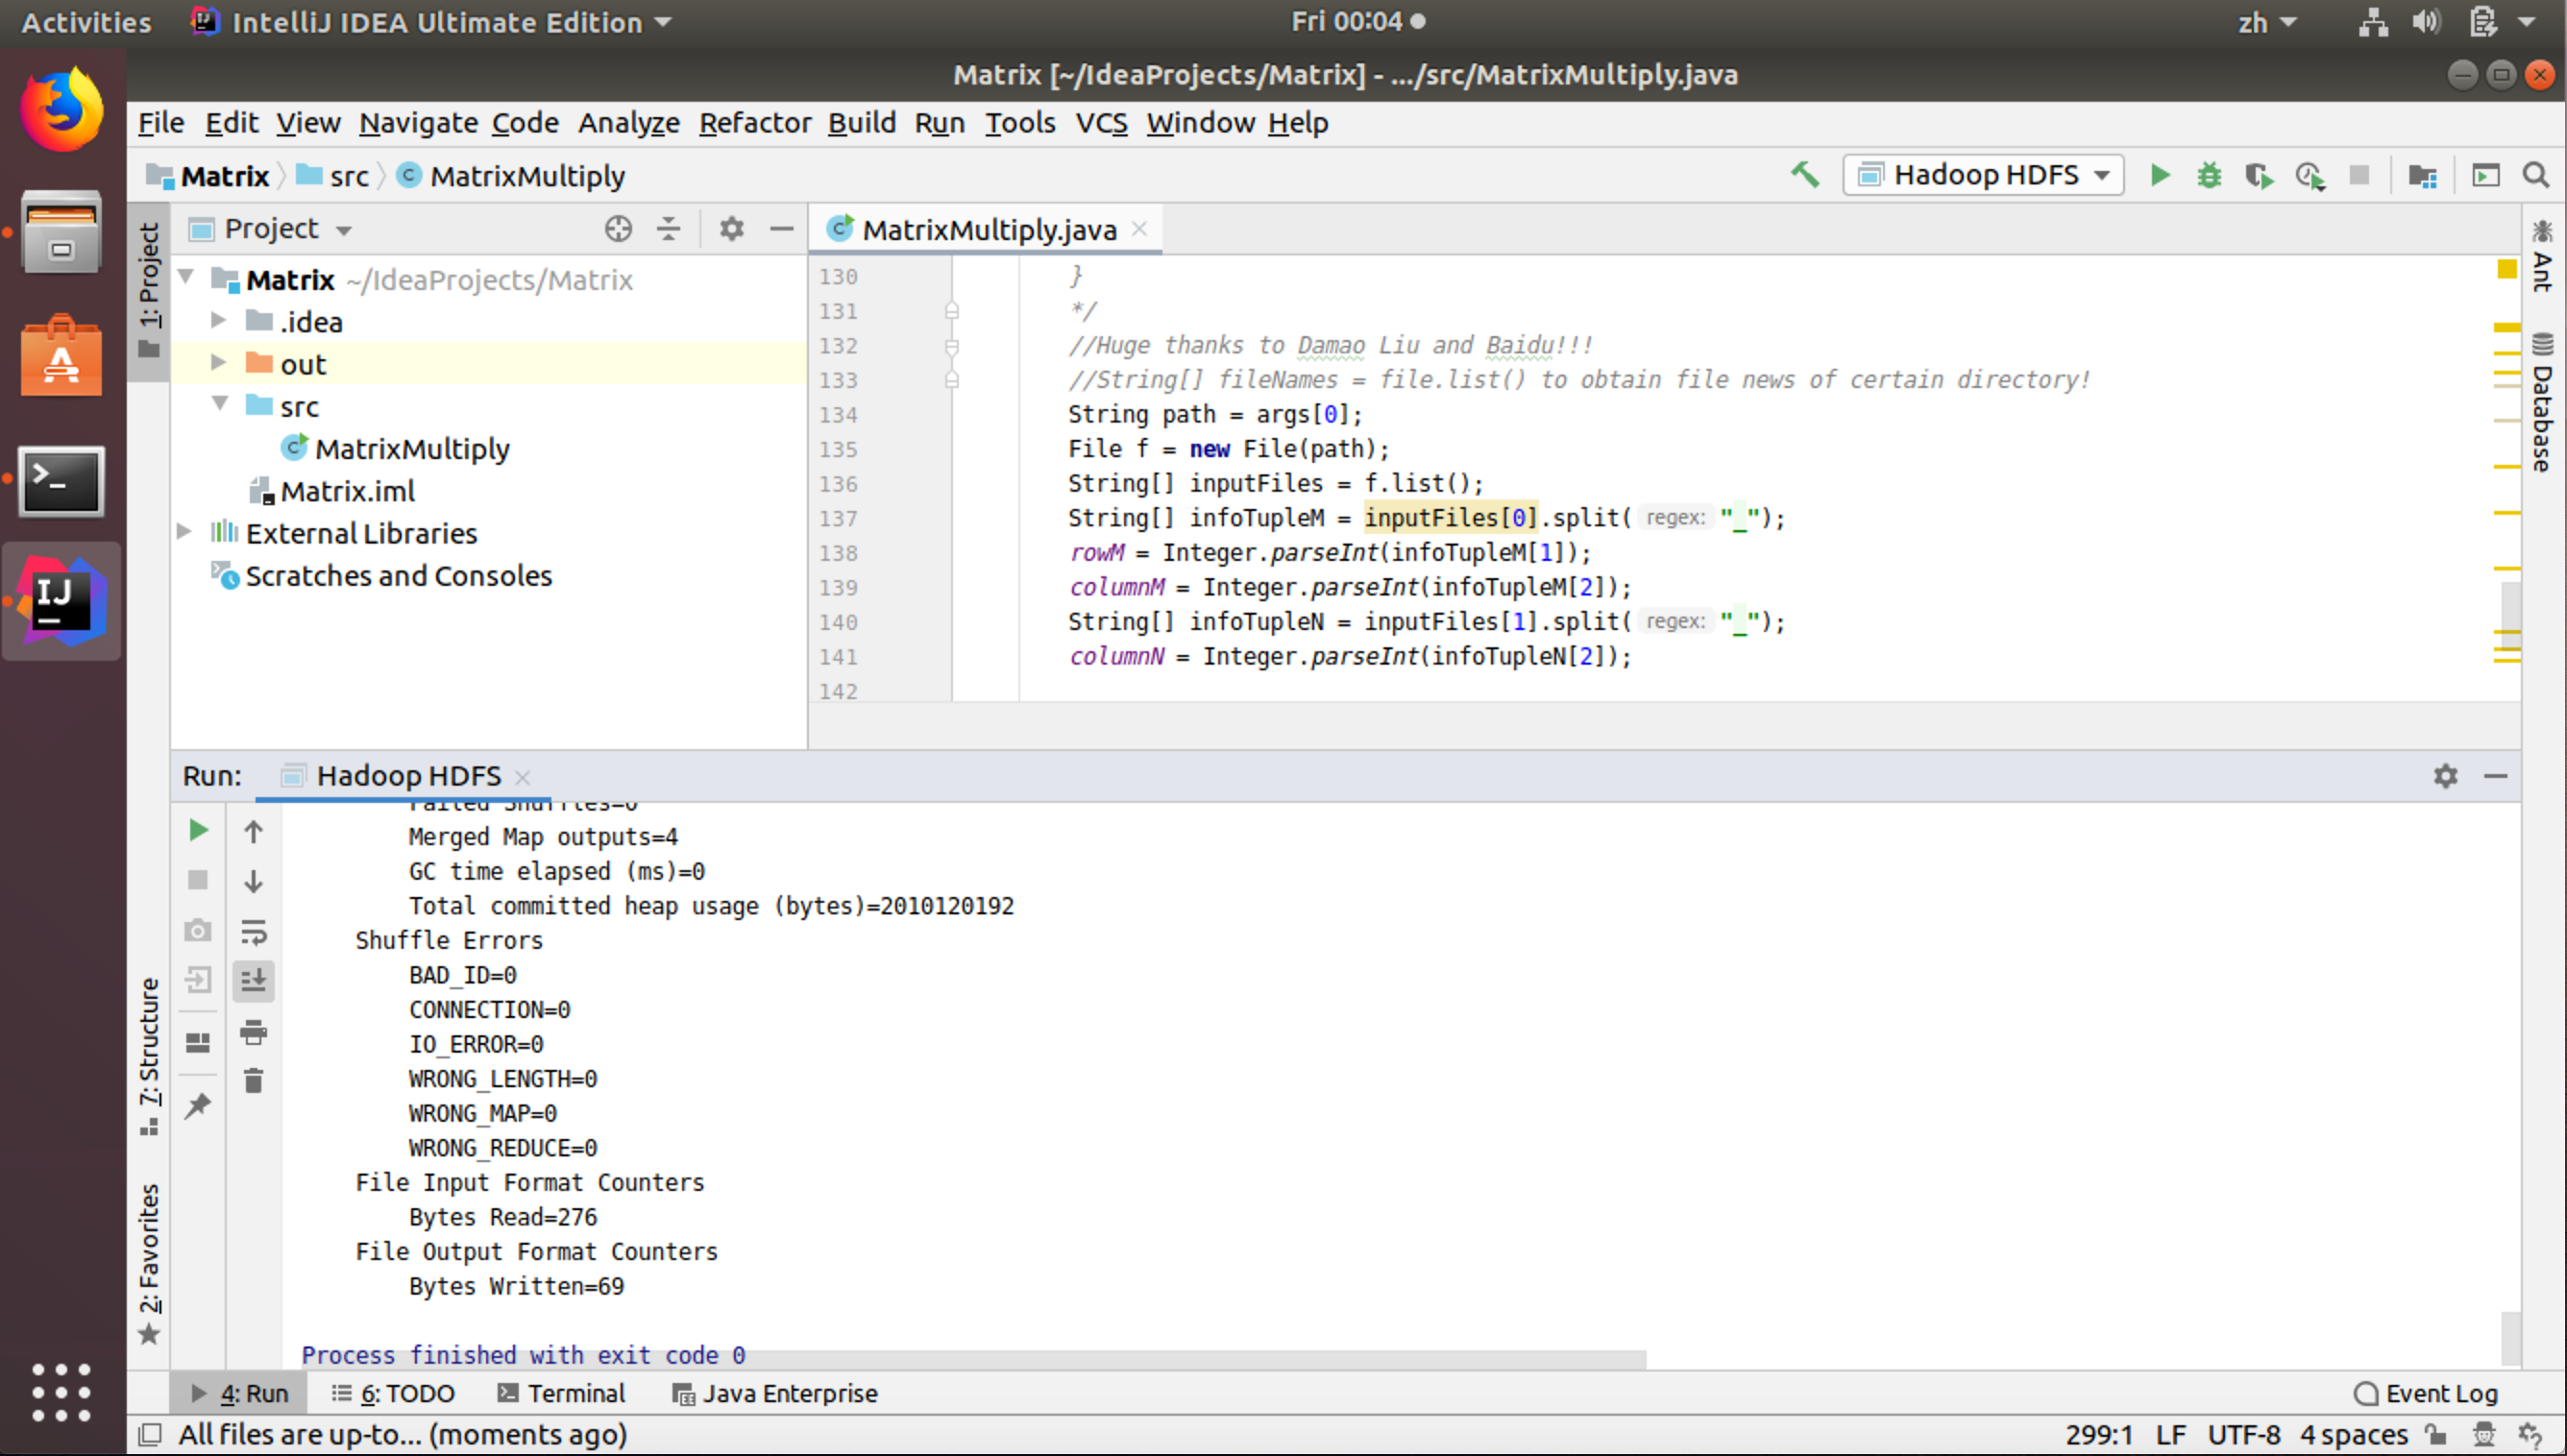 Activities IntelliJ IDEA Ultimate Edition Fri 00:04 zh
Matrix [~/IdeaProjects/Matrix] - .../src/MatrixMultiply.java
File Edit View Navigate Code Analyze Refactor Build Run Tools VCS Window Help
Matrix src MatrixMultiply Hadoop HDFS
Project MatrixMultiply.java
1: Project
Matrix ~/IdeaProjects/Matrix
.idea
out
src
MatrixMultiply
Matrix.iml
External Libraries
Scratches and Consoles
130 }
131 */
132 //Huge thanks to Damao Liu and Baidu!!!
133 //String[] fileNames = file.list() to obtain file news of certain directory!
134 String path = args[0];
135 File f = new File(path);
136 String[] inputFiles = f.list();
137 String[] infoTupleM = inputFiles[0].split( regex: "_");
138 rowM = Integer.parseInt(infoTupleM[1]);
139 columnM = Integer.parseInt(infoTupleM[2]);
140 String[] infoTupleN = inputFiles[1].split( regex: "_");
141 columnN = Integer.parseInt(infoTupleN[2]);
142
Ant
Database
Run: Hadoop HDFS
Failed Shuffles=0
Merged Map outputs=4
GC time elapsed (ms)=0
Total committed heap usage (bytes)=2010120192
Shuffle Errors
BAD_ID=0
CONNECTION=0
IO_ERROR=0
WRONG_LENGTH=0
WRONG_MAP=0
WRONG_REDUCE=0
File Input Format Counters
Bytes Read=276
File Output Format Counters
Bytes Written=69
Process finished with exit code 0
7: Structure
2: Favorites
4: Run 6: TODO Terminal Java Enterprise Event Log
All files are up-to... (moments ago) 299:1 LF UTF-8 4 spaces